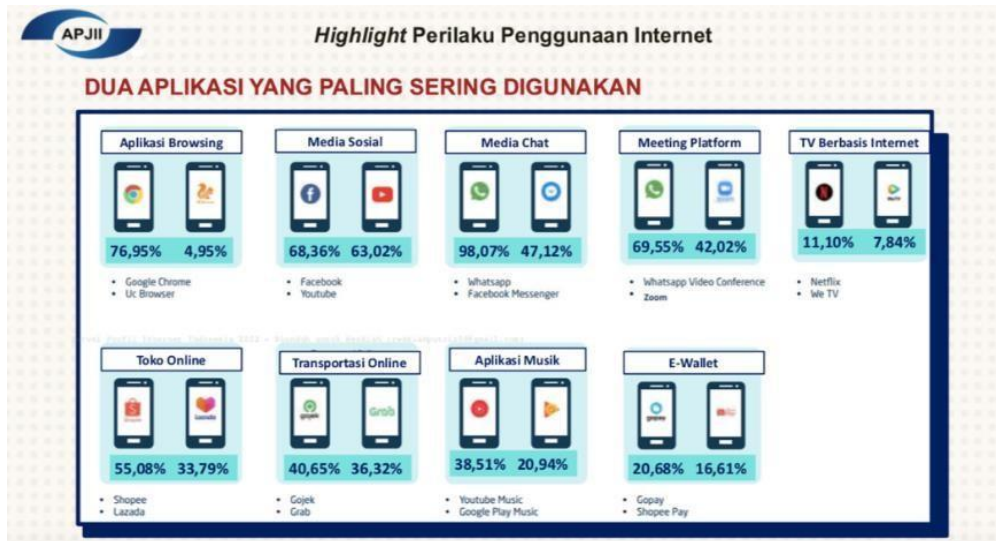 APJII
Highlight Perilaku Penggunaan Internet
DUA APLIKASI YANG PALING SERING DIGUNAKAN
Aplikasi Browsing
76,95% 4,95%
• Google Chrome
• Uc Browser
Media Sosial
68,36% 63,02%
• Facebook
• Youtube
Media Chat
98,07% 47,12%
• Whatsapp
• Facebook Messenger
Meeting Platform
69,55% 42,02%
• Whatsapp Video Conference
• Zoom
TV Berbasis Internet
11,10% 7,84%
• Netflix
• We TV
Toko Online
Shopee Lazada
55,08% 33,79%
• Shopee
• Lazada
Transportasi Online
gojek Grab
40,65% 36,32%
• Gojek
• Grab
Aplikasi Musik
38,51% 20,94%
• Youtube Music
• Google Play Music
E-Wallet
gopay
20,68% 16,61%
• Gopay
• Shopee Pay